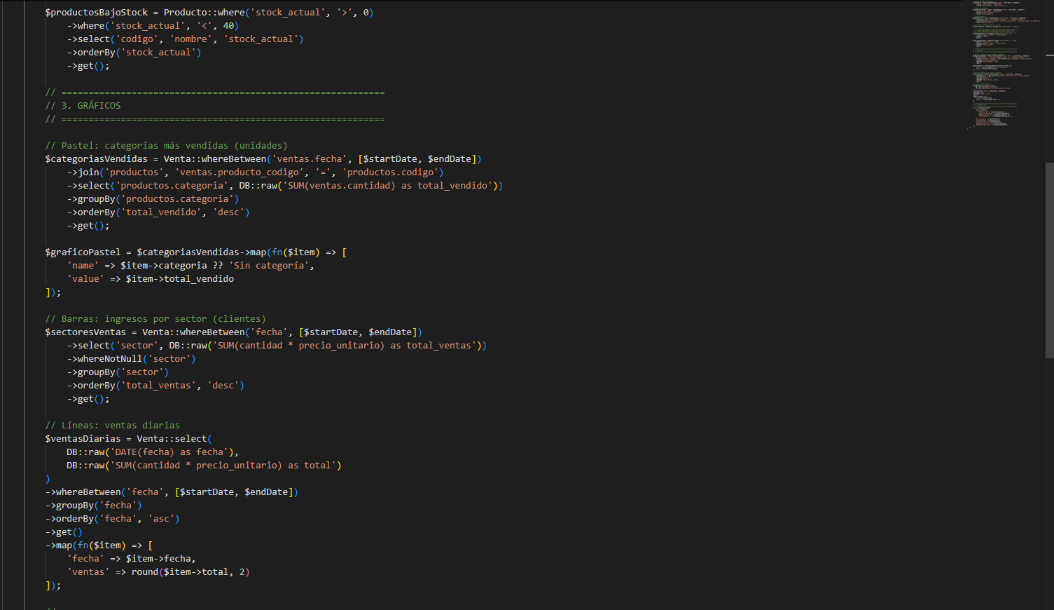 $productosBajoStock = Producto::where('stock_actual', '>', 0)
    ->where('stock_actual', '<', 40)
    ->select('codigo', 'nombre', 'stock_actual')
    ->orderBy('stock_actual')
    ->get();
// ============================================================
// 3. GRÁFICOS
// ============================================================
// Pastel: categorías más vendidas (unidades)
$categoriasVendidas = Venta::whereBetween('ventas.fecha', [$startDate, $endDate])
    ->join('productos', 'ventas.producto_codigo', '=', 'productos.codigo')
    ->select('productos.categoria', DB::raw('SUM(ventas.cantidad) as total_vendido'))
    ->groupBy('productos.categoria')
    ->orderBy('total_vendido', 'desc')
    ->get();
$graficoPastel = $categoriasVendidas->map(fn($item) => [
    'name' => $item->categoria ?? 'Sin categoría',
    'value' => $item->total_vendido
]);
// Barras: ingresos por sector (clientes)
$sectoresVentas = Venta::whereBetween('fecha', [$startDate, $endDate])
    ->select('sector', DB::raw('SUM(cantidad * precio_unitario) as total_ventas'))
    ->whereNotNull('sector')
    ->groupBy('sector')
    ->orderBy('total_ventas', 'desc')
    ->get();
// Líneas: ventas diarias
$ventasDiarias = Venta::select(
    DB::raw('DATE(fecha) as fecha'),
    DB::raw('SUM(cantidad * precio_unitario) as total')
)
->whereBetween('fecha', [$startDate, $endDate])
->groupBy('fecha')
->orderBy('fecha', 'asc')
->get()
->map(fn($item) => [
    'fecha' => $item->fecha,
    'ventas' => round($item->total, 2)
]);